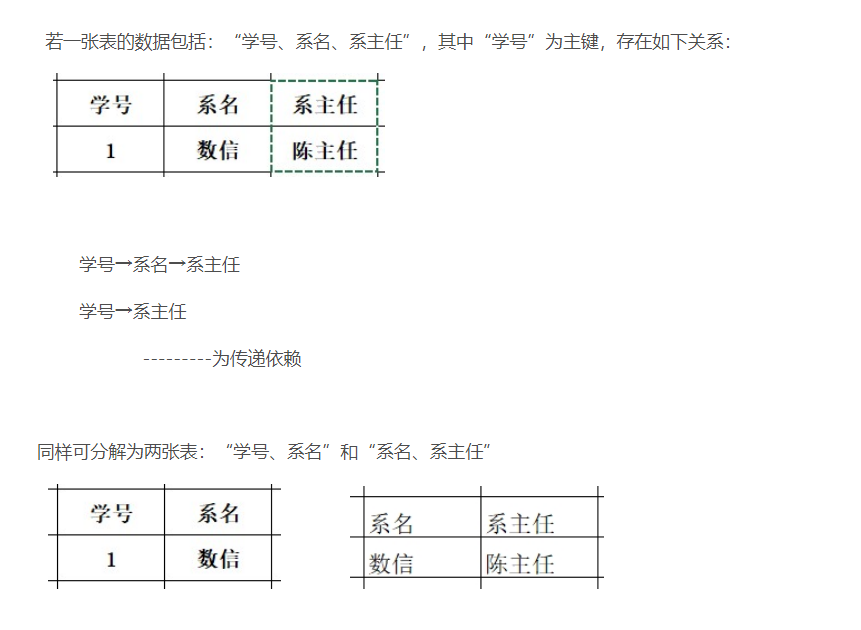 若一张表的数据包括：“学号、系名、系主任”，其中“学号”为主键，存在如下关系：
学号 系名 系主任
1 数信 陈主任
学号→系名→系主任
学号→系主任
---------为传递依赖
同样可分解为两张表：“学号、系名”和“系名、系主任”
学号 系名
1 数信
系名 系主任
数信 陈主任